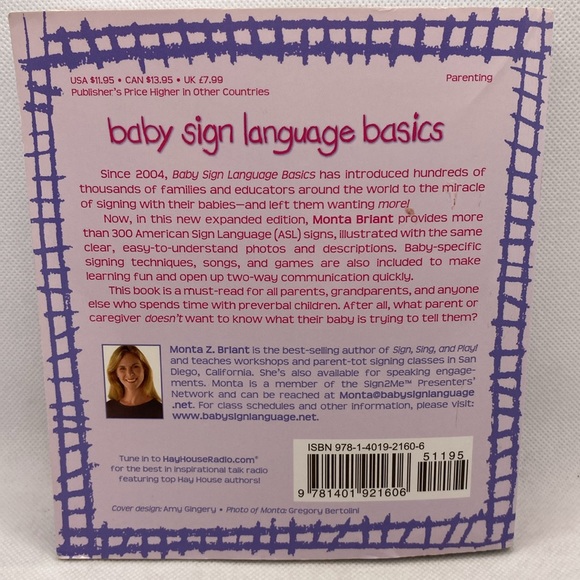 USA $11.95 • CAN $13.95 • UK £7.99
Parenting
Publisher's Price Higher in Other Countries
baby sign language basics
Since 2004, Baby Sign Language Basics has introduced hundreds of
thousands of families and educators around the world to the miracle
of signing with their babies—and left them wanting more!
Now, in this new expanded edition, Monta Briant provides more
than 300 American Sign Language (ASL) signs, illustrated with the same
clear, easy-to-understand photos and descriptions. Baby-specific
signing techniques, songs, and games are also included to make
learning fun and open up two-way communication quickly.
This book is a must-read for all parents, grandparents, and anyone
else who spends time with preverbal children. After all, what parent or
caregiver doesn't want to know what their baby is trying to tell them?
Monta Z. Briant is the best-selling author of Sign, Sing, and Play!
and teaches workshops and parent-tot signing classes in San
Diego, California. She's also available for speaking engage-
ments. Monta is a member of the Sign2Me™ Presenters'
Network and can be reached at Monta@babysignlanguage
.net. For class schedules and other information, please visit:
www.babysignlanguage.net.
Tune in to HayHouseRadio.com®
for the best in inspirational talk radio
featuring top Hay House authors!
ISBN 978-1-4019-2160-6
51195
9 781401 921606
Cover design: Amy Gingery • Photo of Monta: Gregory Bertolini